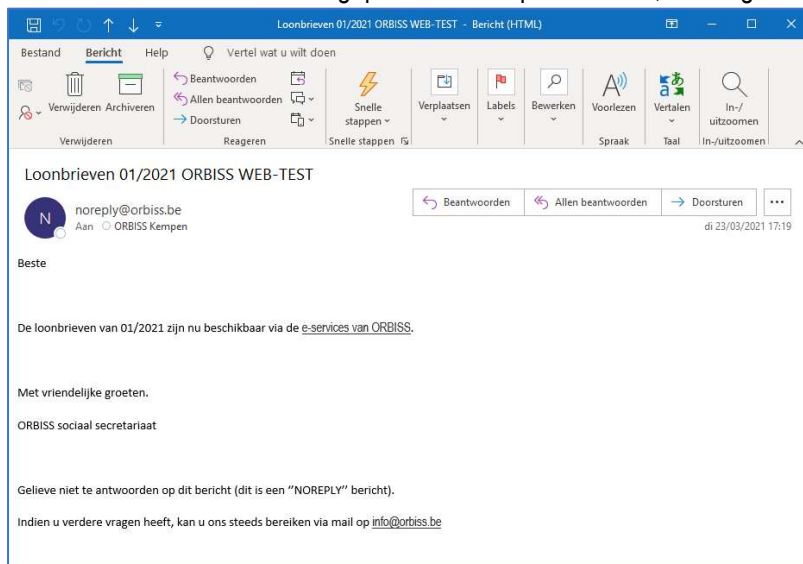 Loonbrieven 01/2021 ORBISS WEB-TEST - Bericht (HTML)
Bestand Bericht Help Vertel wat u wilt doen
Verwijderen Archiveren
Beantwoorden
Allen beantwoorden
Doorsturen
Snelle
stappen
Verplaatsen
Labels
Bewerken
Voorlezen
Vertalen
In-/
uitzoomen
Verwijderen Reageren Snelle stappen Spraak Taal In-/uitzoomen
Loonbrieven 01/2021 ORBISS WEB-TEST
N
noreply@orbiss.be
Aan ORBISS Kempen
Beantwoorden Allen beantwoorden Doorsturen ...
di 23/03/2021 17:19
Beste
De loonbrieven van 01/2021 zijn nu beschikbaar via de e-services van ORBISS.
Met vriendelijke groeten.
ORBISS sociaal secretariaat
Gelieve niet te antwoorden op dit bericht (dit is een ‘’NOREPLY’’ bericht).
Indien u verdere vragen heeft, kan u ons steeds bereiken via mail op info@orbiss.be